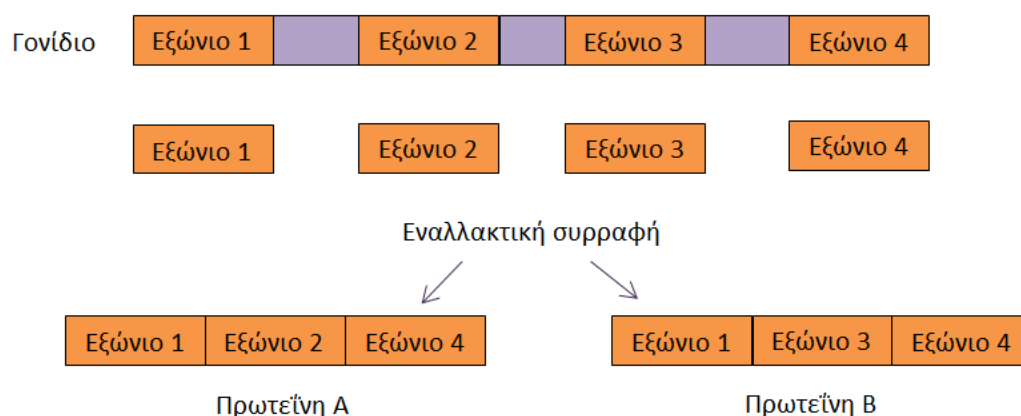 Γονίδιο Εξώνιο 1 Εξώνιο 2 Εξώνιο 3 Εξώνιο 4
Εξώνιο 1 Εξώνιο 2 Εξώνιο 3 Εξώνιο 4
Εναλλακτική συρραφή
Εξώνιο 1 Εξώνιο 2 Εξώνιο 4 Εξώνιο 1 Εξώνιο 3 Εξώνιο 4
Πρωτεΐνη Α Πρωτεΐνη Β